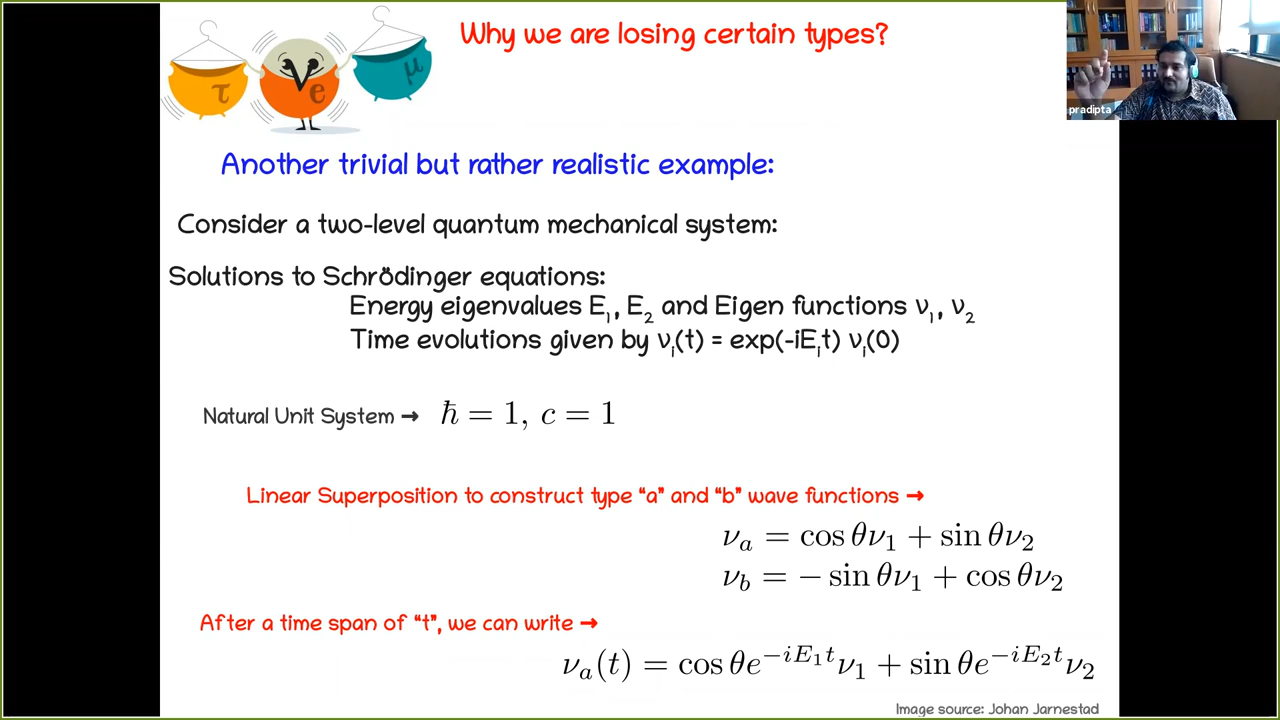 Why we are losing certain types?
τ
ν
e
μ
pradipta
Another trivial but rather realistic example:
Consider a two-level quantum mechanical system:
Solutions to Schrödinger equations:
Energy eigenvalues E₁, E₂ and Eigen functions ν₁, ν₂
Time evolutions given by νᵢ(t) = exp(-iEᵢt) νᵢ(0)
Natural Unit System → ℏ = 1, c = 1
Linear Superposition to construct type “a” and “b” wave functions →
νₐ = cos θν₁ + sin θν₂
ν_b = − sin θν₁ + cos θν₂
After a time span of “t”, we can write →
νₐ(t) = cos θe^{−iE₁t}ν₁ + sin θe^{−iE₂t}ν₂
Image source: Johan Jarnestad